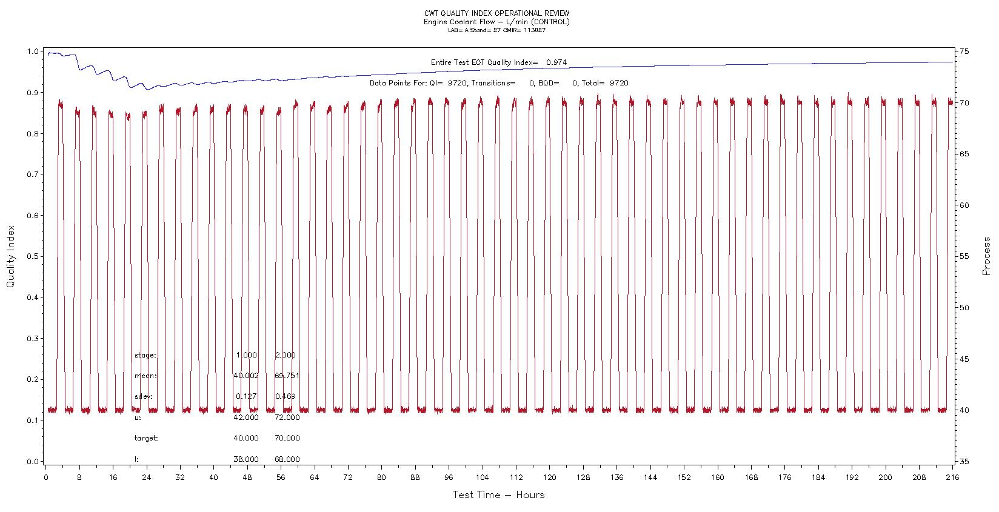 CWT QUALITY INDEX OPERATIONAL REVIEW
Engine Coolant Flow – L/min (CONTROL)
LAB= A Stand= 27 CMIR= 113827
Entire Test EOT Quality Index= 0.974
Data Points For: QI= 9720, Transitions= 0, BQD= 0, Total= 9720
1.0
0.9
0.8
0.7
0.6
0.5
0.4
0.3
0.2
0.1
0.0
Quality Index
75
70
65
60
55
50
45
40
35
Process
stage: 1.000 2.000
mean: 40.002 69.751
sdev: 0.127 0.469
u: 42.000 72.000
target: 40.000 70.000
l: 38.000 68.000
0 8 16 24 32 40 48 56 64 72 80 88 96 104 112 120 128 136 144 152 160 168 176 184 192 200 208 216
Test Time – Hours